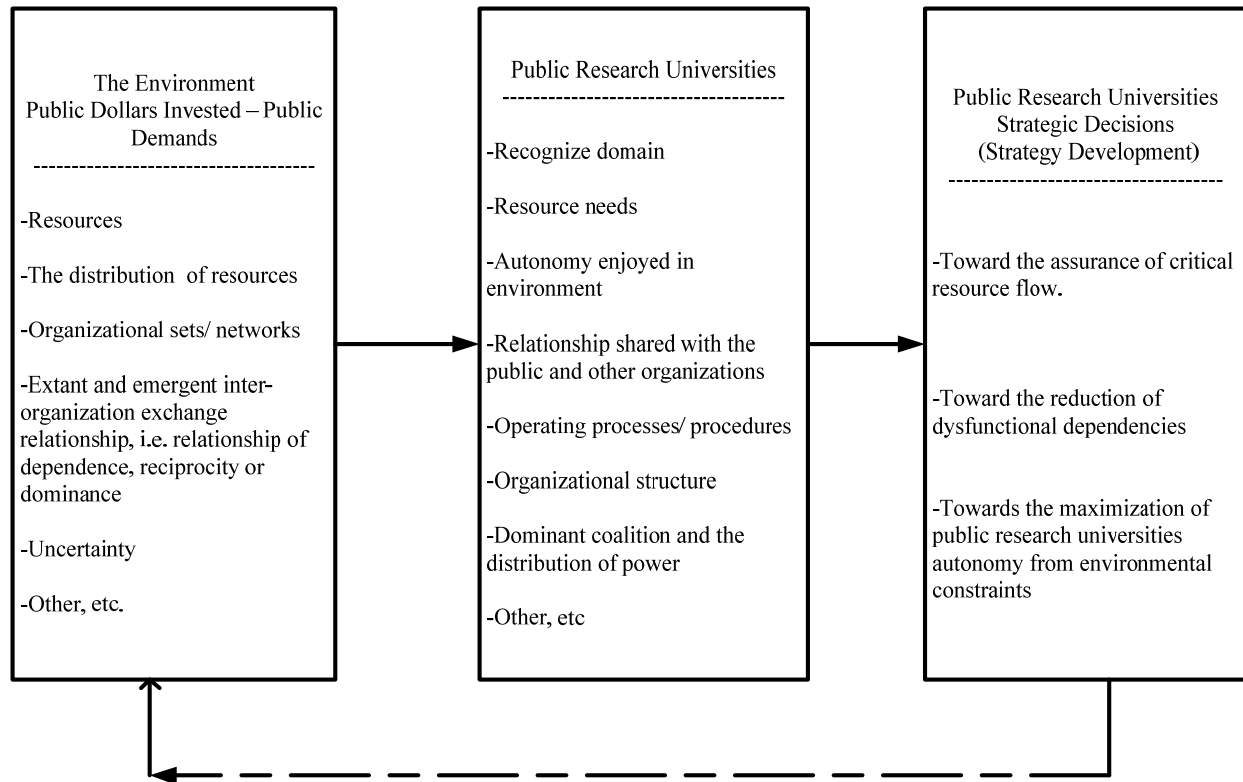 The Environment
Public Dollars Invested – Public
Demands
-Resources
-The distribution of resources
-Organizational sets/ networks
-Extant and emergent inter-
organization exchange
relationship, i.e. relationship of
dependence, reciprocity or
dominance
-Uncertainty
-Other, etc.
Public Research Universities
-Recognize domain
-Resource needs
-Autonomy enjoyed in
environment
-Relationship shared with the
public and other organizations
-Operating processes/ procedures
-Organizational structure
-Dominant coalition and the
distribution of power
-Other, etc
Public Research Universities
Strategic Decisions
(Strategy Development)
-Toward the assurance of critical
resource flow.
-Toward the reduction of
dysfunctional dependencies
-Towards the maximization of
public research universities
autonomy from environmental
constraints